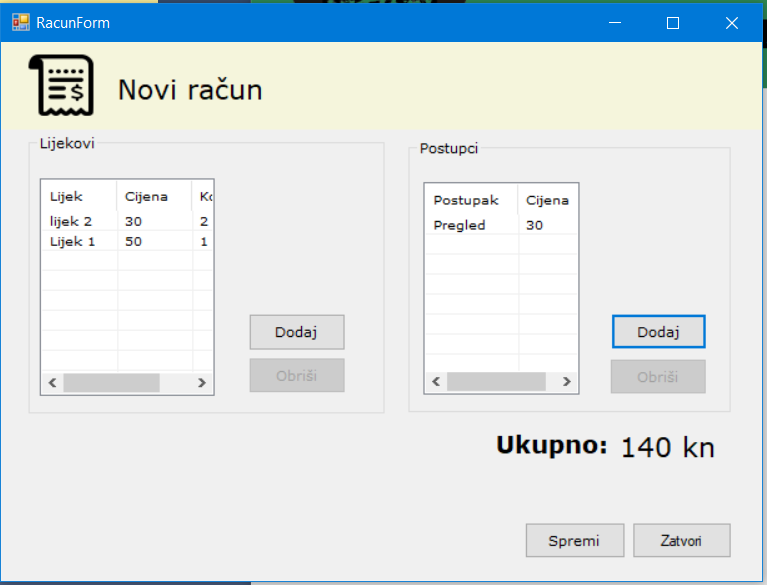 RacunForm
Novi račun
Lijekovi
Lijek Cijena
lijek 2 30 2
Lijek 1 50 1
Dodaj
Obriši
Postupci
Postupak Cijena
Pregled 30
Dodaj
Obriši
Ukupno: 140 kn
Spremi Zatvori